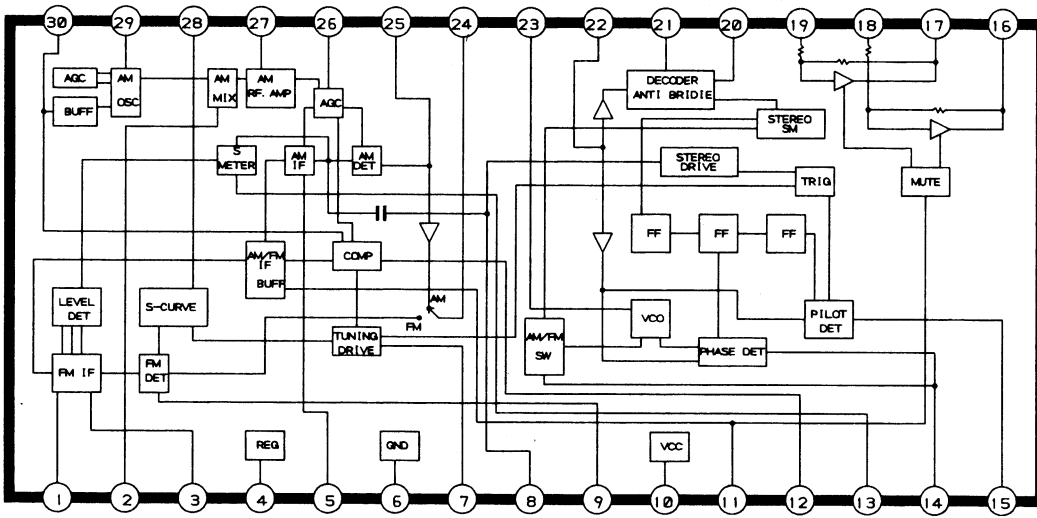 30 29 28 27 26 25 24 23 22 21 20 19 18 17 16
AGC
AM
OSC
BUFF
AM
MIX
AM
RF. AMP
AGC
DECODER
ANTI BRIDIE
STEREO
SM
S
METER
AM
IF
AM
DET
STEREO
DRIVE
TRIG
MUTE
FF
FF
FF
AM/FM
IF
BUFF
COMP
LEVEL
DET
S-CURVE
AM
FM
TUNING
DRIVE
AM/FM
SW
VCO
PILOT
DET
PHASE DET
FM IF
FM
DET
REG
GND
VCC
1 2 3 4 5 6 7 8 9 10 11 12 13 14 15